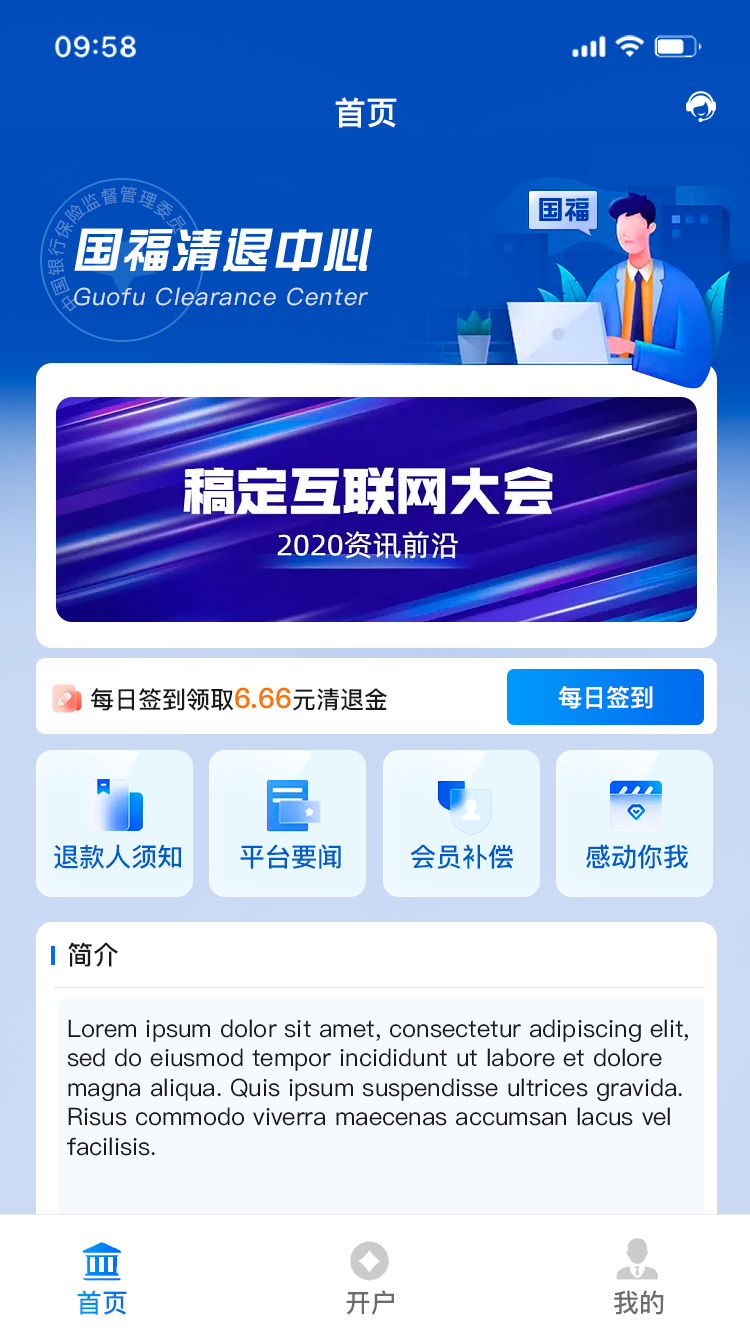 09:58
首页
中国银行保险监督管理委员
国福清退中心
Guofu Clearance Center
国福
稿定互联网大会
2020资讯前沿
每日签到领取6.66元清退金
每日签到
退款人须知
平台要闻
会员补偿
感动你我
简介
Lorem ipsum dolor sit amet, consectetur adipiscing elit,
sed do eiusmod tempor incididunt ut labore et dolore
magna aliqua. Quis ipsum suspendisse ultrices gravida.
Risus commodo viverra maecenas accumsan lacus vel
facilisis.
首页
开户
我的